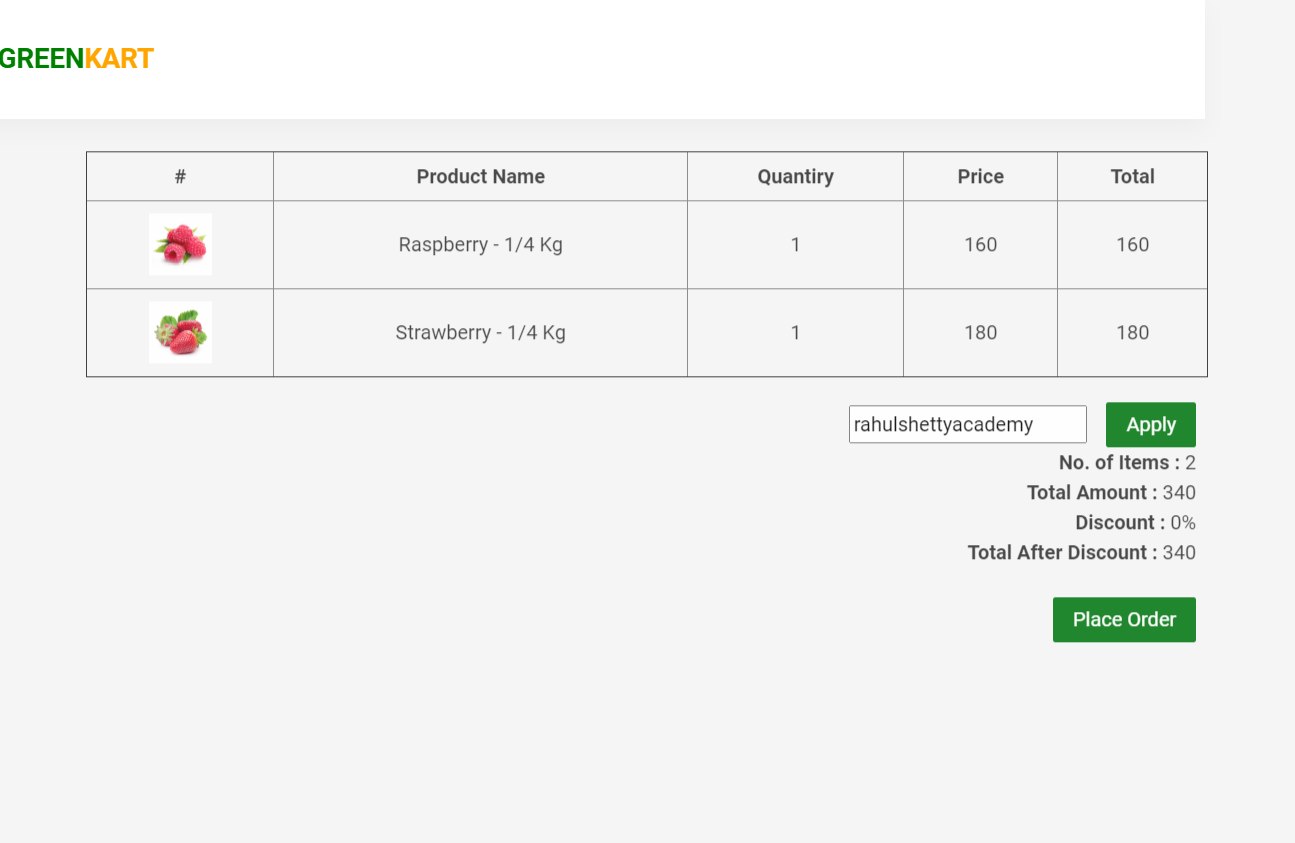 GREENKART
# Product Name Quantiry Price Total
Raspberry - 1/4 Kg 1 160 160
Strawberry - 1/4 Kg 1 180 180
rahulshettyacademy Apply
No. of Items : 2
Total Amount : 340
Discount : 0%
Total After Discount : 340
Place Order